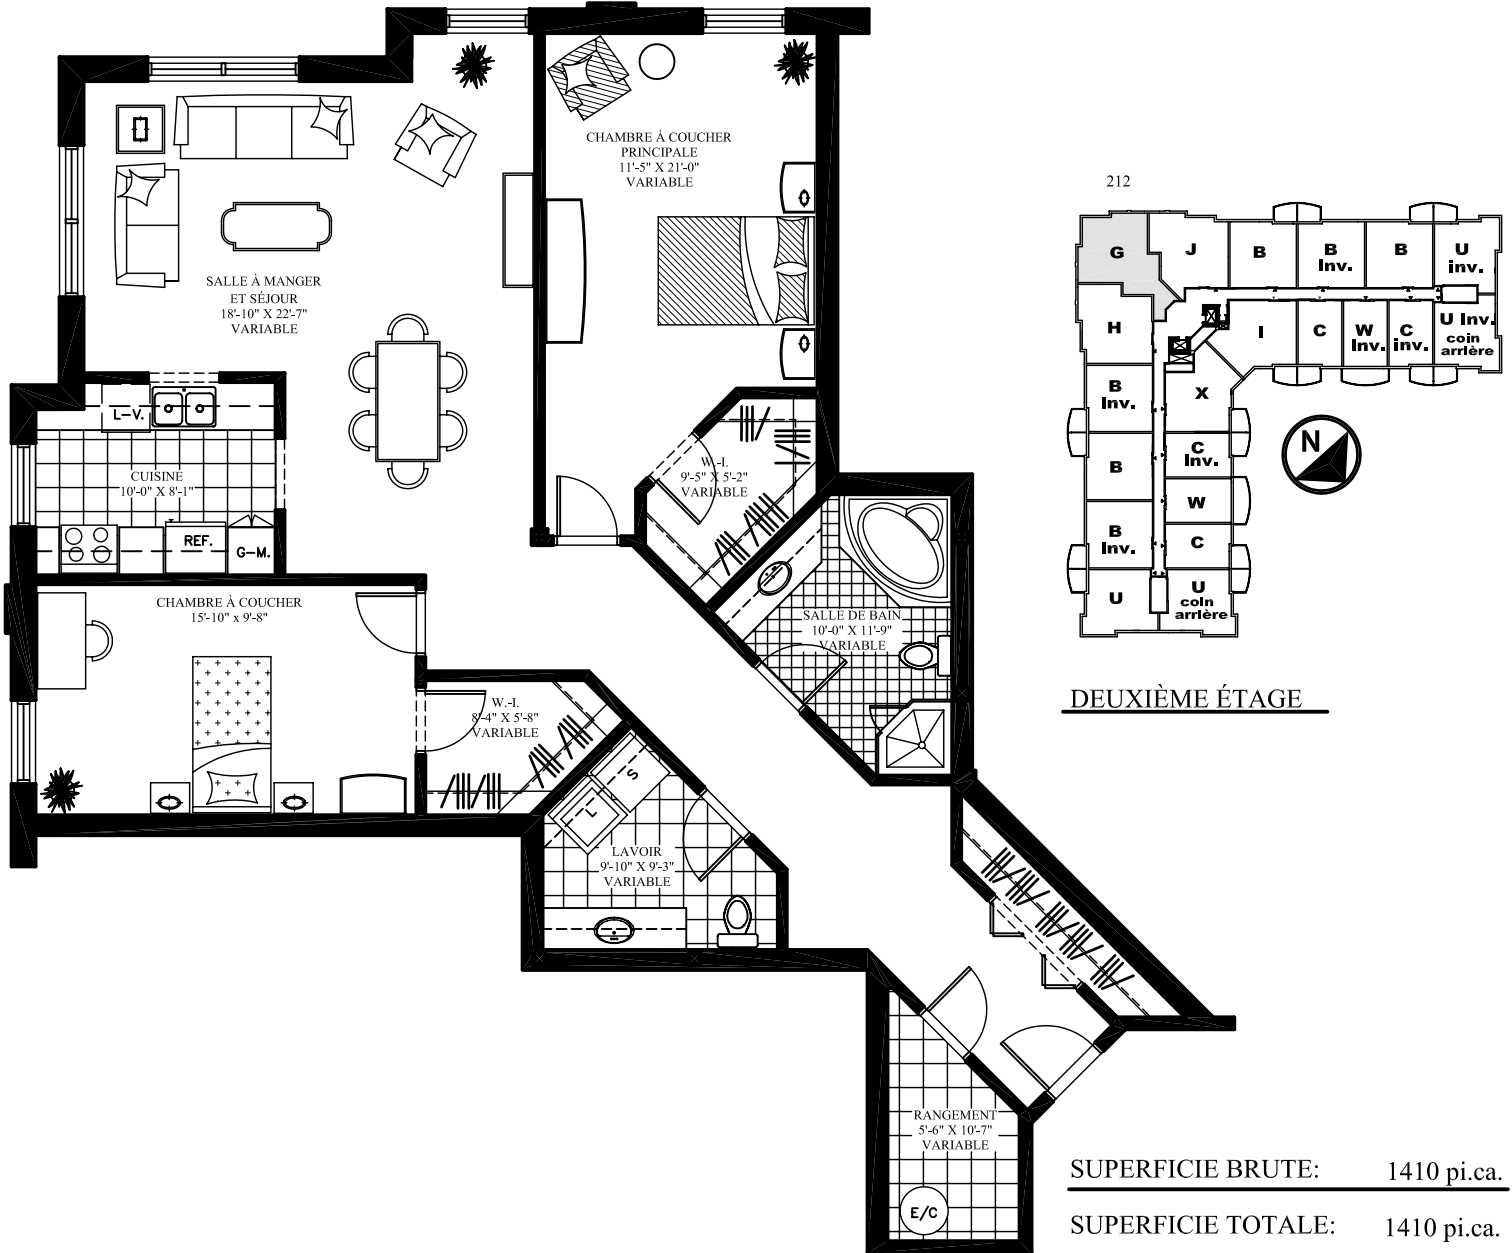 CHAMBRE À COUCHER
PRINCIPALE
11'-5" X 21'-0"
VARIABLE
SALLE À MANGER
ET SÉJOUR
18'-10" X 22'-7"
VARIABLE
L-V.
CUISINE
10'-0" X 8'-1"
REF.
G-M.
W.-I.
9'-5" X 5'-2"
VARIABLE
CHAMBRE À COUCHER
15'-10" x 9'-8"
SALLE DE BAIN
10'-0" X 11'-9"
VARIABLE
W.-I.
8'-4" X 5'-8"
VARIABLE
S
L
LAVOIR
9'-10" X 9'-3"
VARIABLE
RANGEMENT
5'-6" X 10'-7"
VARIABLE
E/C
212
G
J
B
B
Inv.
B
U
inv.
H
I
C
W
Inv.
C
inv.
U Inv.
coin
arrière
B
Inv.
X
B
C
Inv.
W
B
Inv.
C
U
U
coin
arrière
N
DEUXIÈME ÉTAGE
SUPERFICIE BRUTE: 1410 pi.ca.
SUPERFICIE TOTALE: 1410 pi.ca.